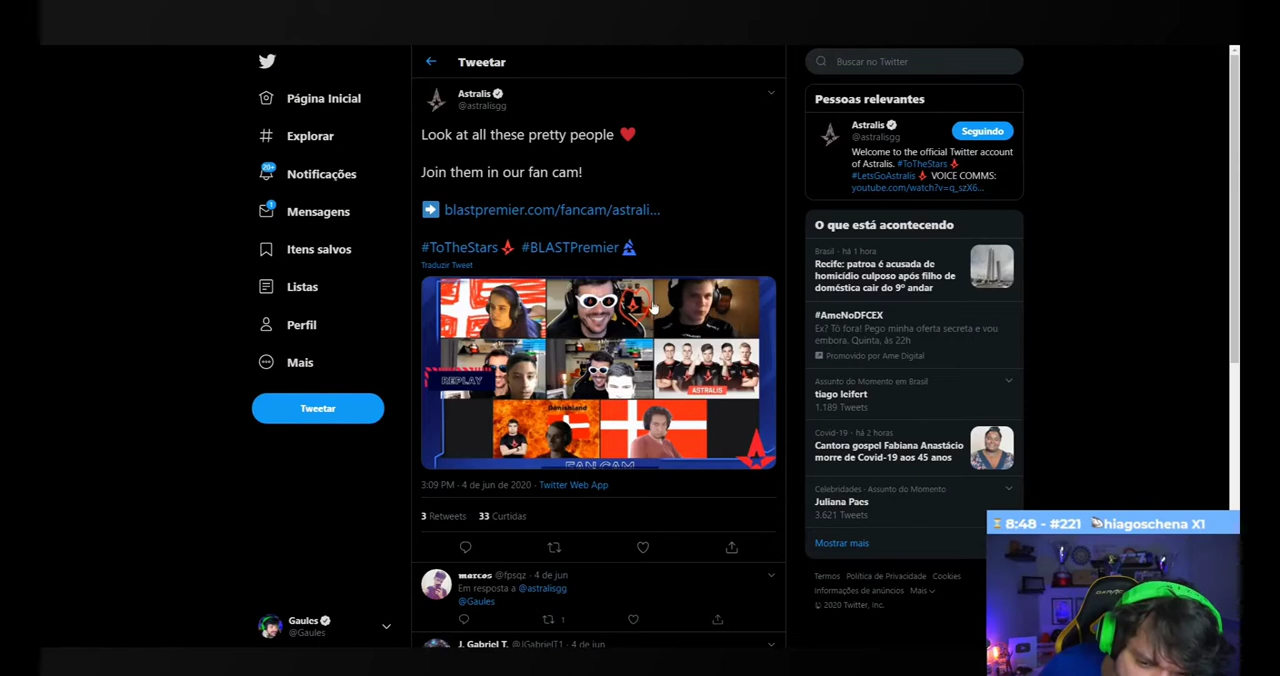 Página Inicial
Explorar
20+
Notificações
1
Mensagens
Itens salvos
Listas
Perfil
Mais
Tweetar
Gaules
@Gaules
Tweetar
Astralis
@astralisgg
Look at all these pretty people
Join them in our fan cam!
blastpremier.com/fancam/astrali...
#ToTheStars #BLASTPremier
Traduzir Tweet
REPLAY
ASTRALIS
Danishland
FAN CAM
3:09 PM · 4 de jun de 2020 · Twitter Web App
3 Retweets 33 Curtidas
marcos @fpsqz · 4 de jun
Em resposta a @astralisgg
@Gaules
1
J. Gabriel T. @JGabrielT1 · 4 de jun
Buscar no Twitter
Pessoas relevantes
Astralis
@astralisgg
Seguindo
Welcome to the official Twitter account
of Astralis. #ToTheStars
#LetsGoAstralis VOICE COMMS:
youtube.com/watch?v=q_szX6...
O que está acontecendo
Brasil · há 1 hora
Recife: patroa é acusada de
homicídio culposo após filho de
doméstica cair do 9º andar
#AmeNoDFCEX
Ex? Tô fora! Pego minha oferta secreta e vou
embora. Quinta, às 22h
Promovido por Ame Digital
Assunto do Momento em Brasil
tiago leifert
1.189 Tweets
Covid-19 · há 2 horas
Cantora gospel Fabiana Anastácio
morre de Covid-19 aos 45 anos
Celebridades · Assunto do Momento
Juliana Paes
3.621 Tweets
Mostrar mais
Termos Política de Privacidade Cookies
Informações de anúncios Mais
© 2020 Twitter, Inc.
8:48 - #221 hiagoschena X1